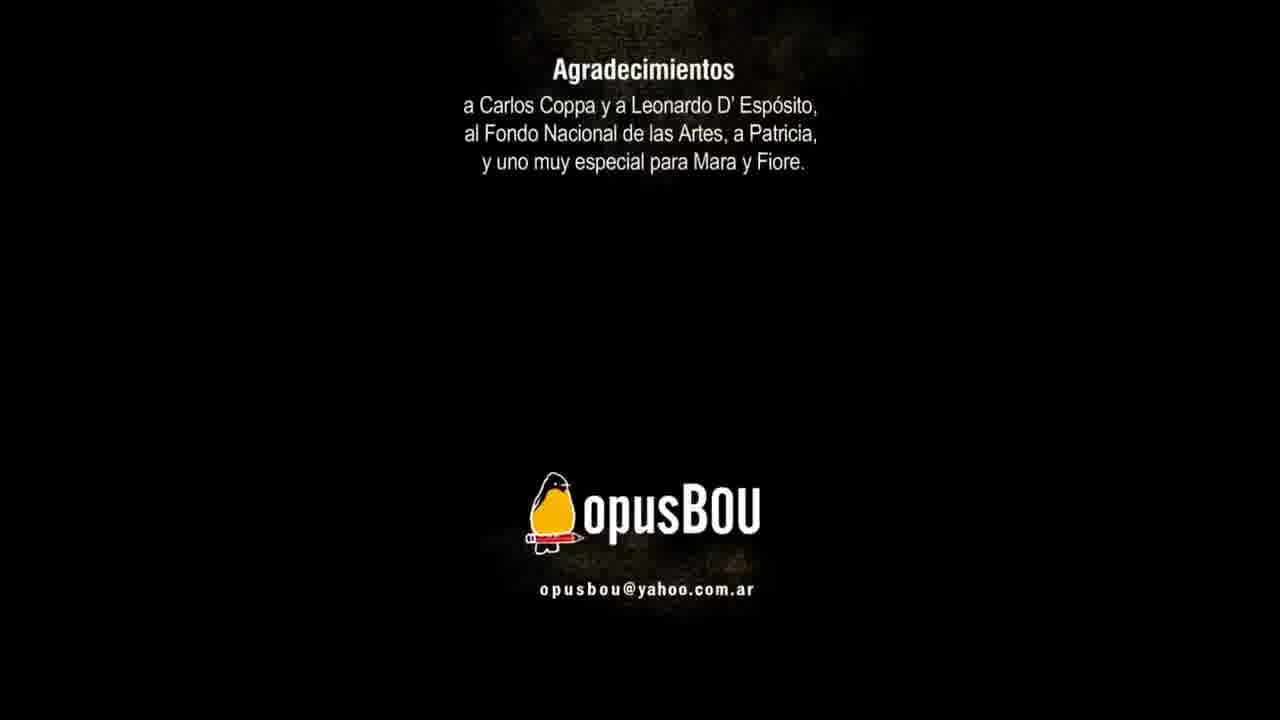 Agradecimientos
a Carlos Coppa y a Leonardo D' Espósito,
al Fondo Nacional de las Artes, a Patricia,
y uno muy especial para Mara y Fiore.
opusBOU
opusbou@yahoo.com.ar